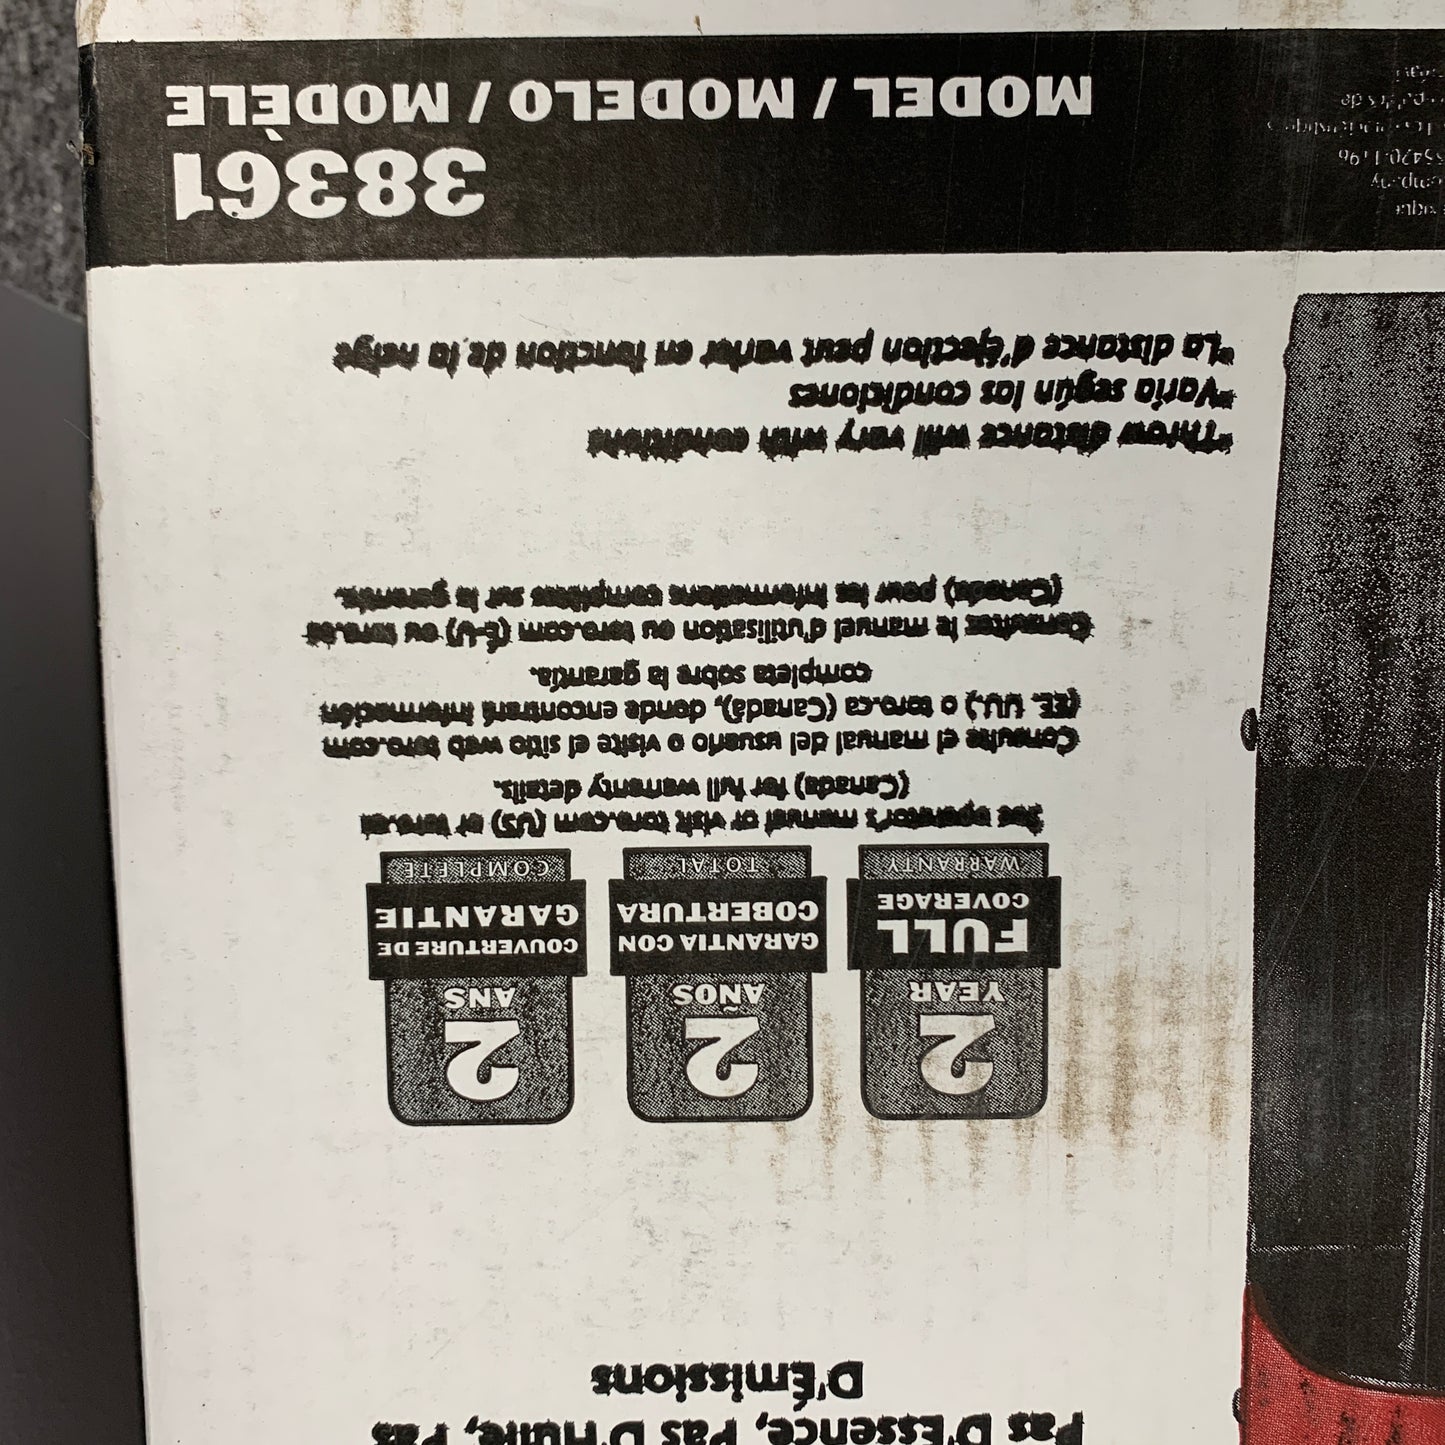 Pas D'Essence, Pas D'Huile, Pas
D'Émissions
2
YEAR
FULL
COVERAGE
WARRANTY
2
AÑOS
GARANTIA CON
COBERTURA
TOTAL
2
ANS
COUVERTURE DE
GARANTIE
COMPLETE
See operator's manual or visit toro.com (US) or toro.ca
(Canada) for full warranty details.
Consulte el manual del usuario o visite el sitio web toro.com
(EE. UU.) o toro.ca (Canadá), donde encontrará información
completa sobre la garantía.
Consultez le manuel d'utilisation ou toro.com (É-U) ou toro.ca
(Canada) pour les informations complètes sur la garantie.
*Throw distance will vary with conditions
*Varía según las condiciones
*La distance d'éjection peut varier en fonction de la neige
38361
MODEL / MODELO / MODÈLE